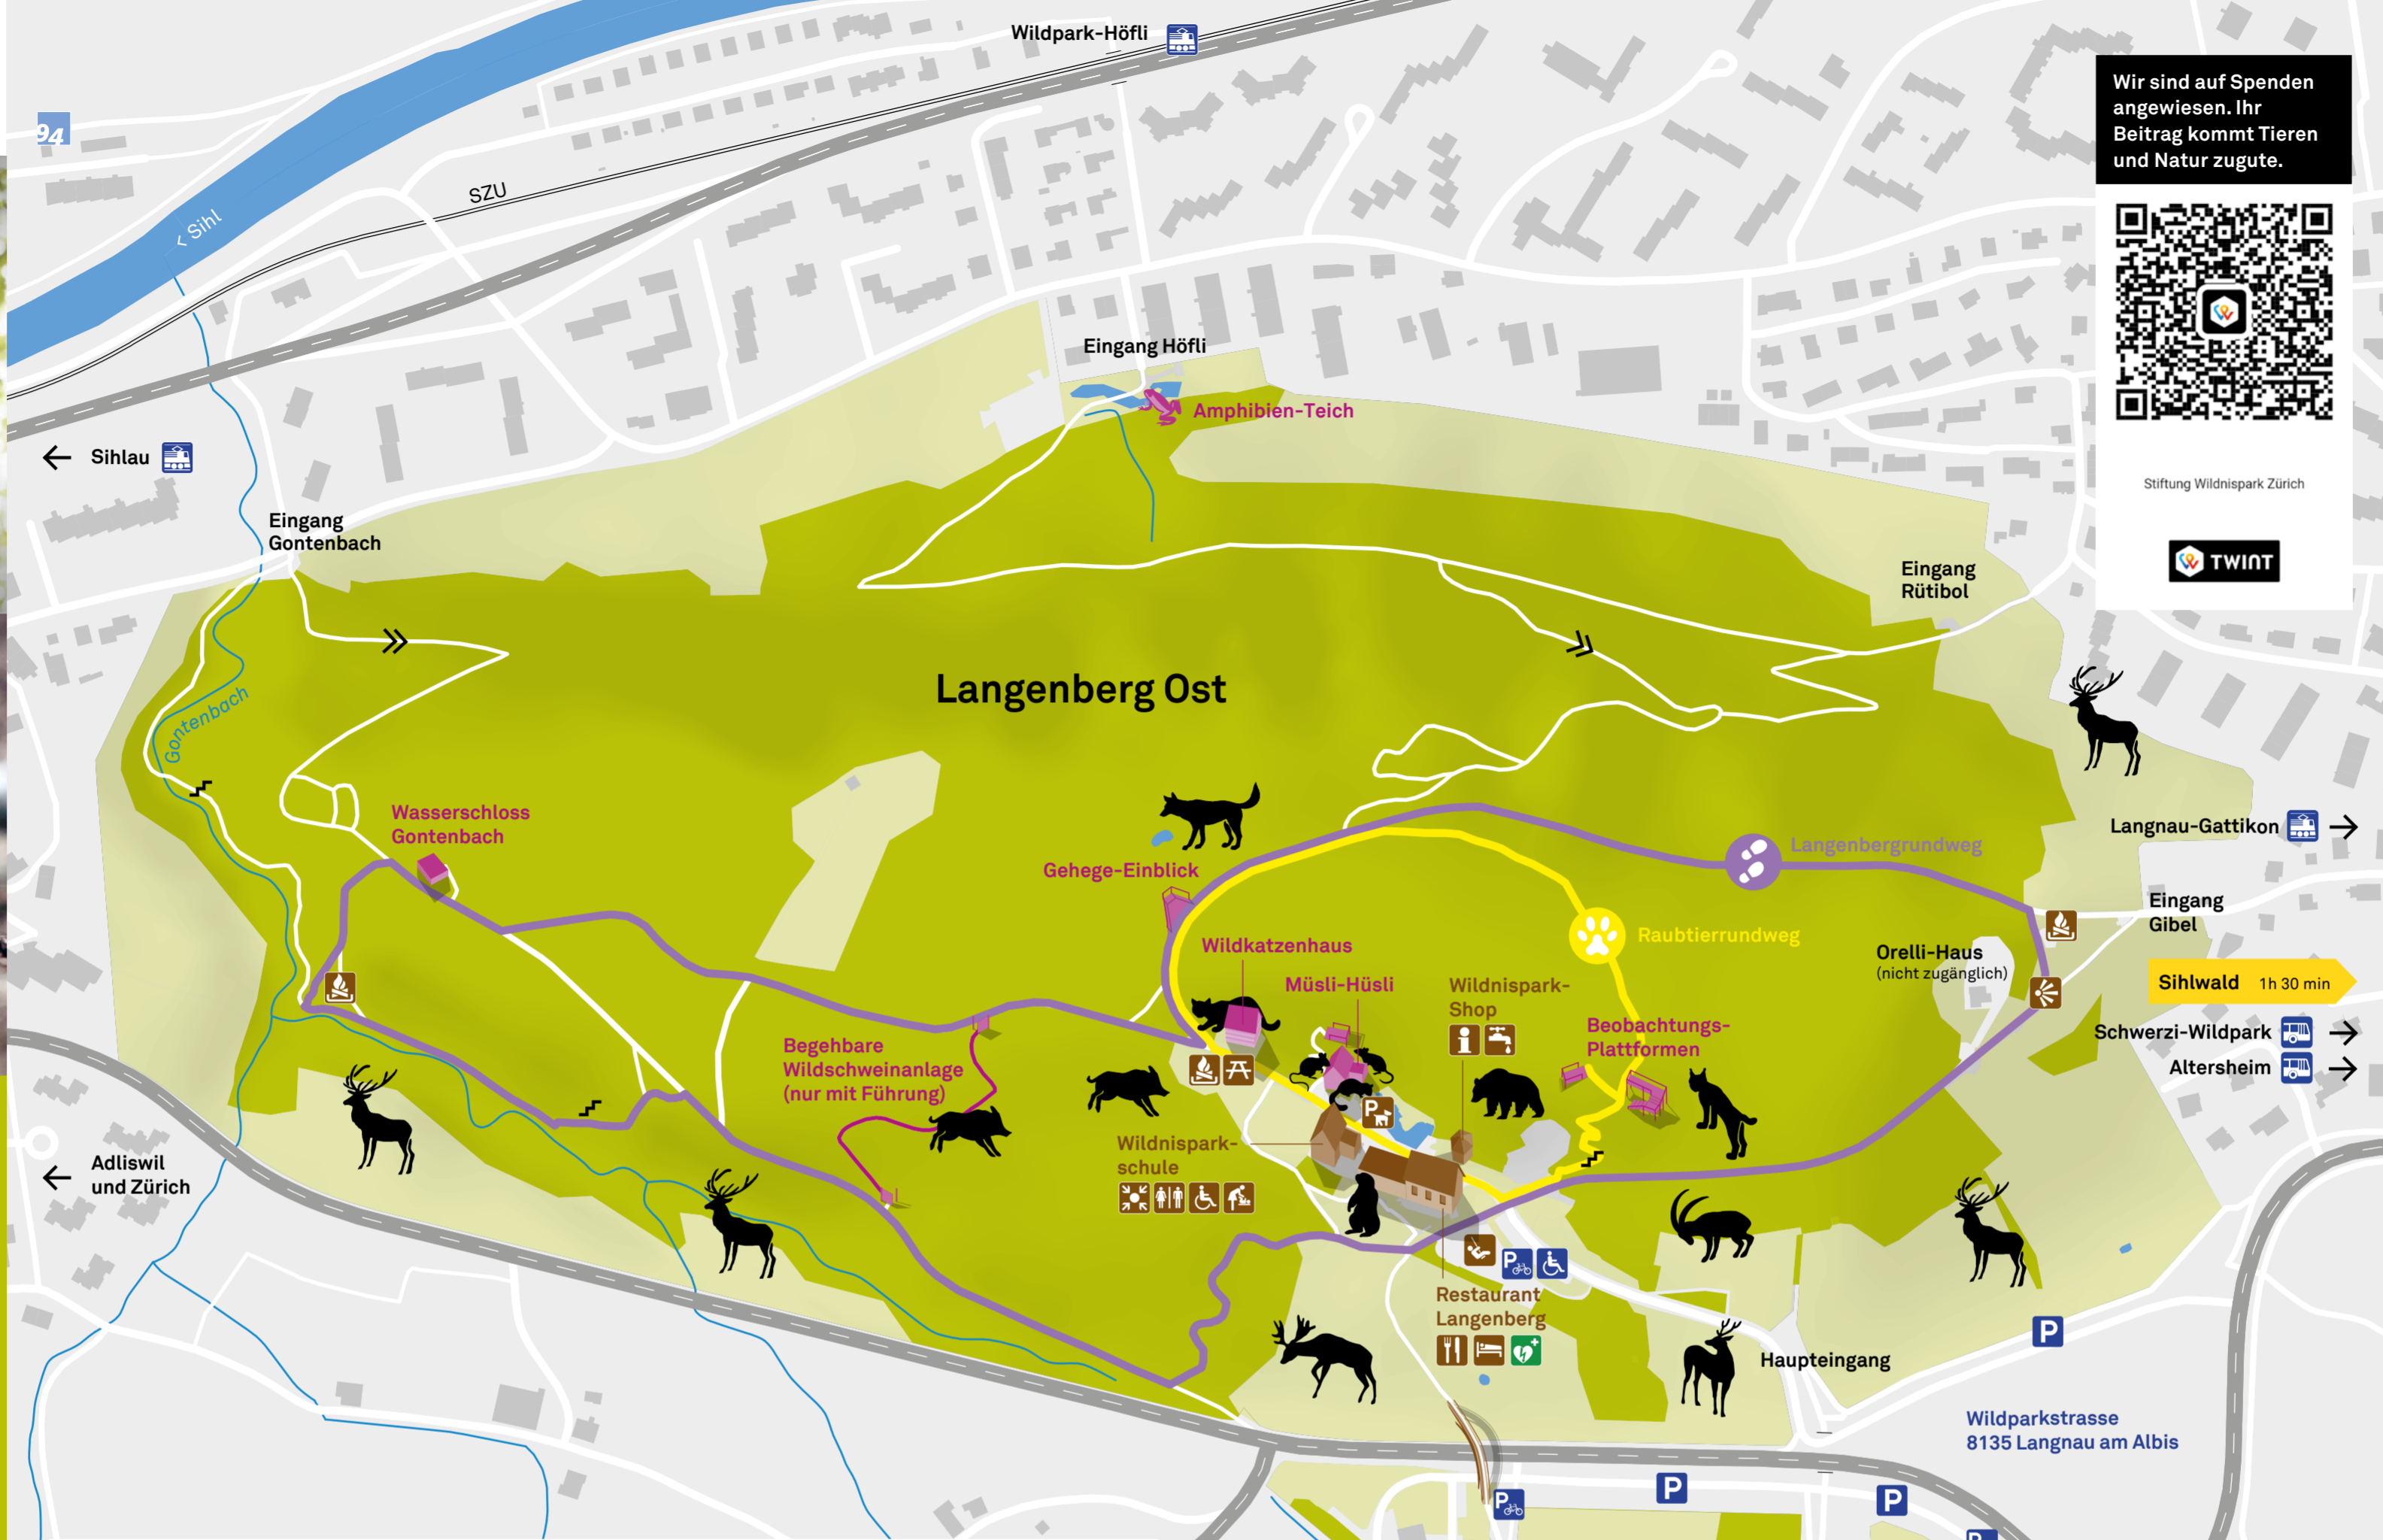 Wildpark-Höfli
Wir sind auf Spenden
angewiesen. Ihr
Beitrag kommt Tieren
und Natur zugute.
94
SZU
< Sihl
Eingang Höfli
Amphibien-Teich
Sihlau
Stiftung Wildnispark Zürich
TWINT
Eingang
Gontenbach
Eingang
Rütibol
Langenberg Ost
Gontenbach
Wasserschloss
Gontenbach
Langnau-Gattikon
Langenbergrundweg
Gehege-Einblick
Eingang
Gibel
Raubtierrundweg
Wildkatzenhaus
Orelli-Haus
(nicht zugänglich)
Müsli-Hüsli
Wildnispark-
Shop
Sihlwald 1h 30 min
Beobachtungs-
Plattformen
Schwerzi-Wildpark
Altersheim
Begehbare
Wildschweinanlage
(nur mit Führung)
P
Wildnispark-
schule
Adliswil
und Zürich
P
Restaurant
Langenberg
P
Haupteingang
Wildparkstrasse
8135 Langnau am Albis
P
P
P
P